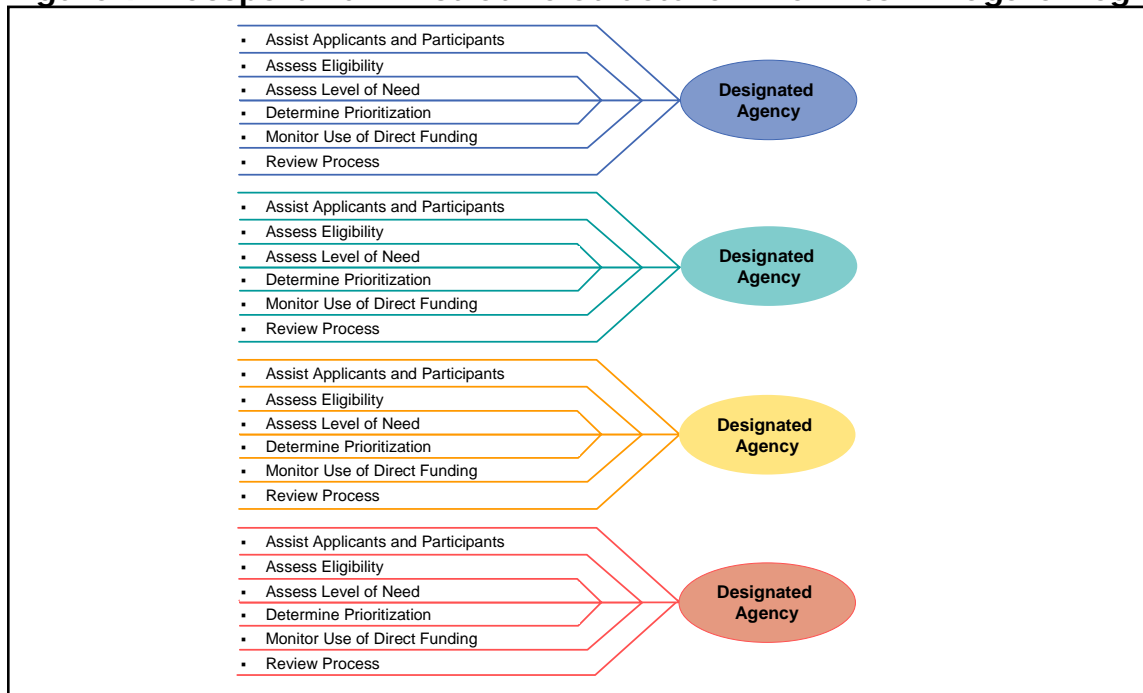 ▪ Assist Applicants and Participants
▪ Assess Eligibility
▪ Assess Level of Need
▪ Determine Prioritization
▪ Monitor Use of Direct Funding
▪ Review Process
Designated
Agency
▪ Assist Applicants and Participants
▪ Assess Eligibility
▪ Assess Level of Need
▪ Determine Prioritization
▪ Monitor Use of Direct Funding
▪ Review Process
Designated
Agency
▪ Assist Applicants and Participants
▪ Assess Eligibility
▪ Assess Level of Need
▪ Determine Prioritization
▪ Monitor Use of Direct Funding
▪ Review Process
Designated
Agency
▪ Assist Applicants and Participants
▪ Assess Eligibility
▪ Assess Level of Need
▪ Determine Prioritization
▪ Monitor Use of Direct Funding
▪ Review Process
Designated
Agency